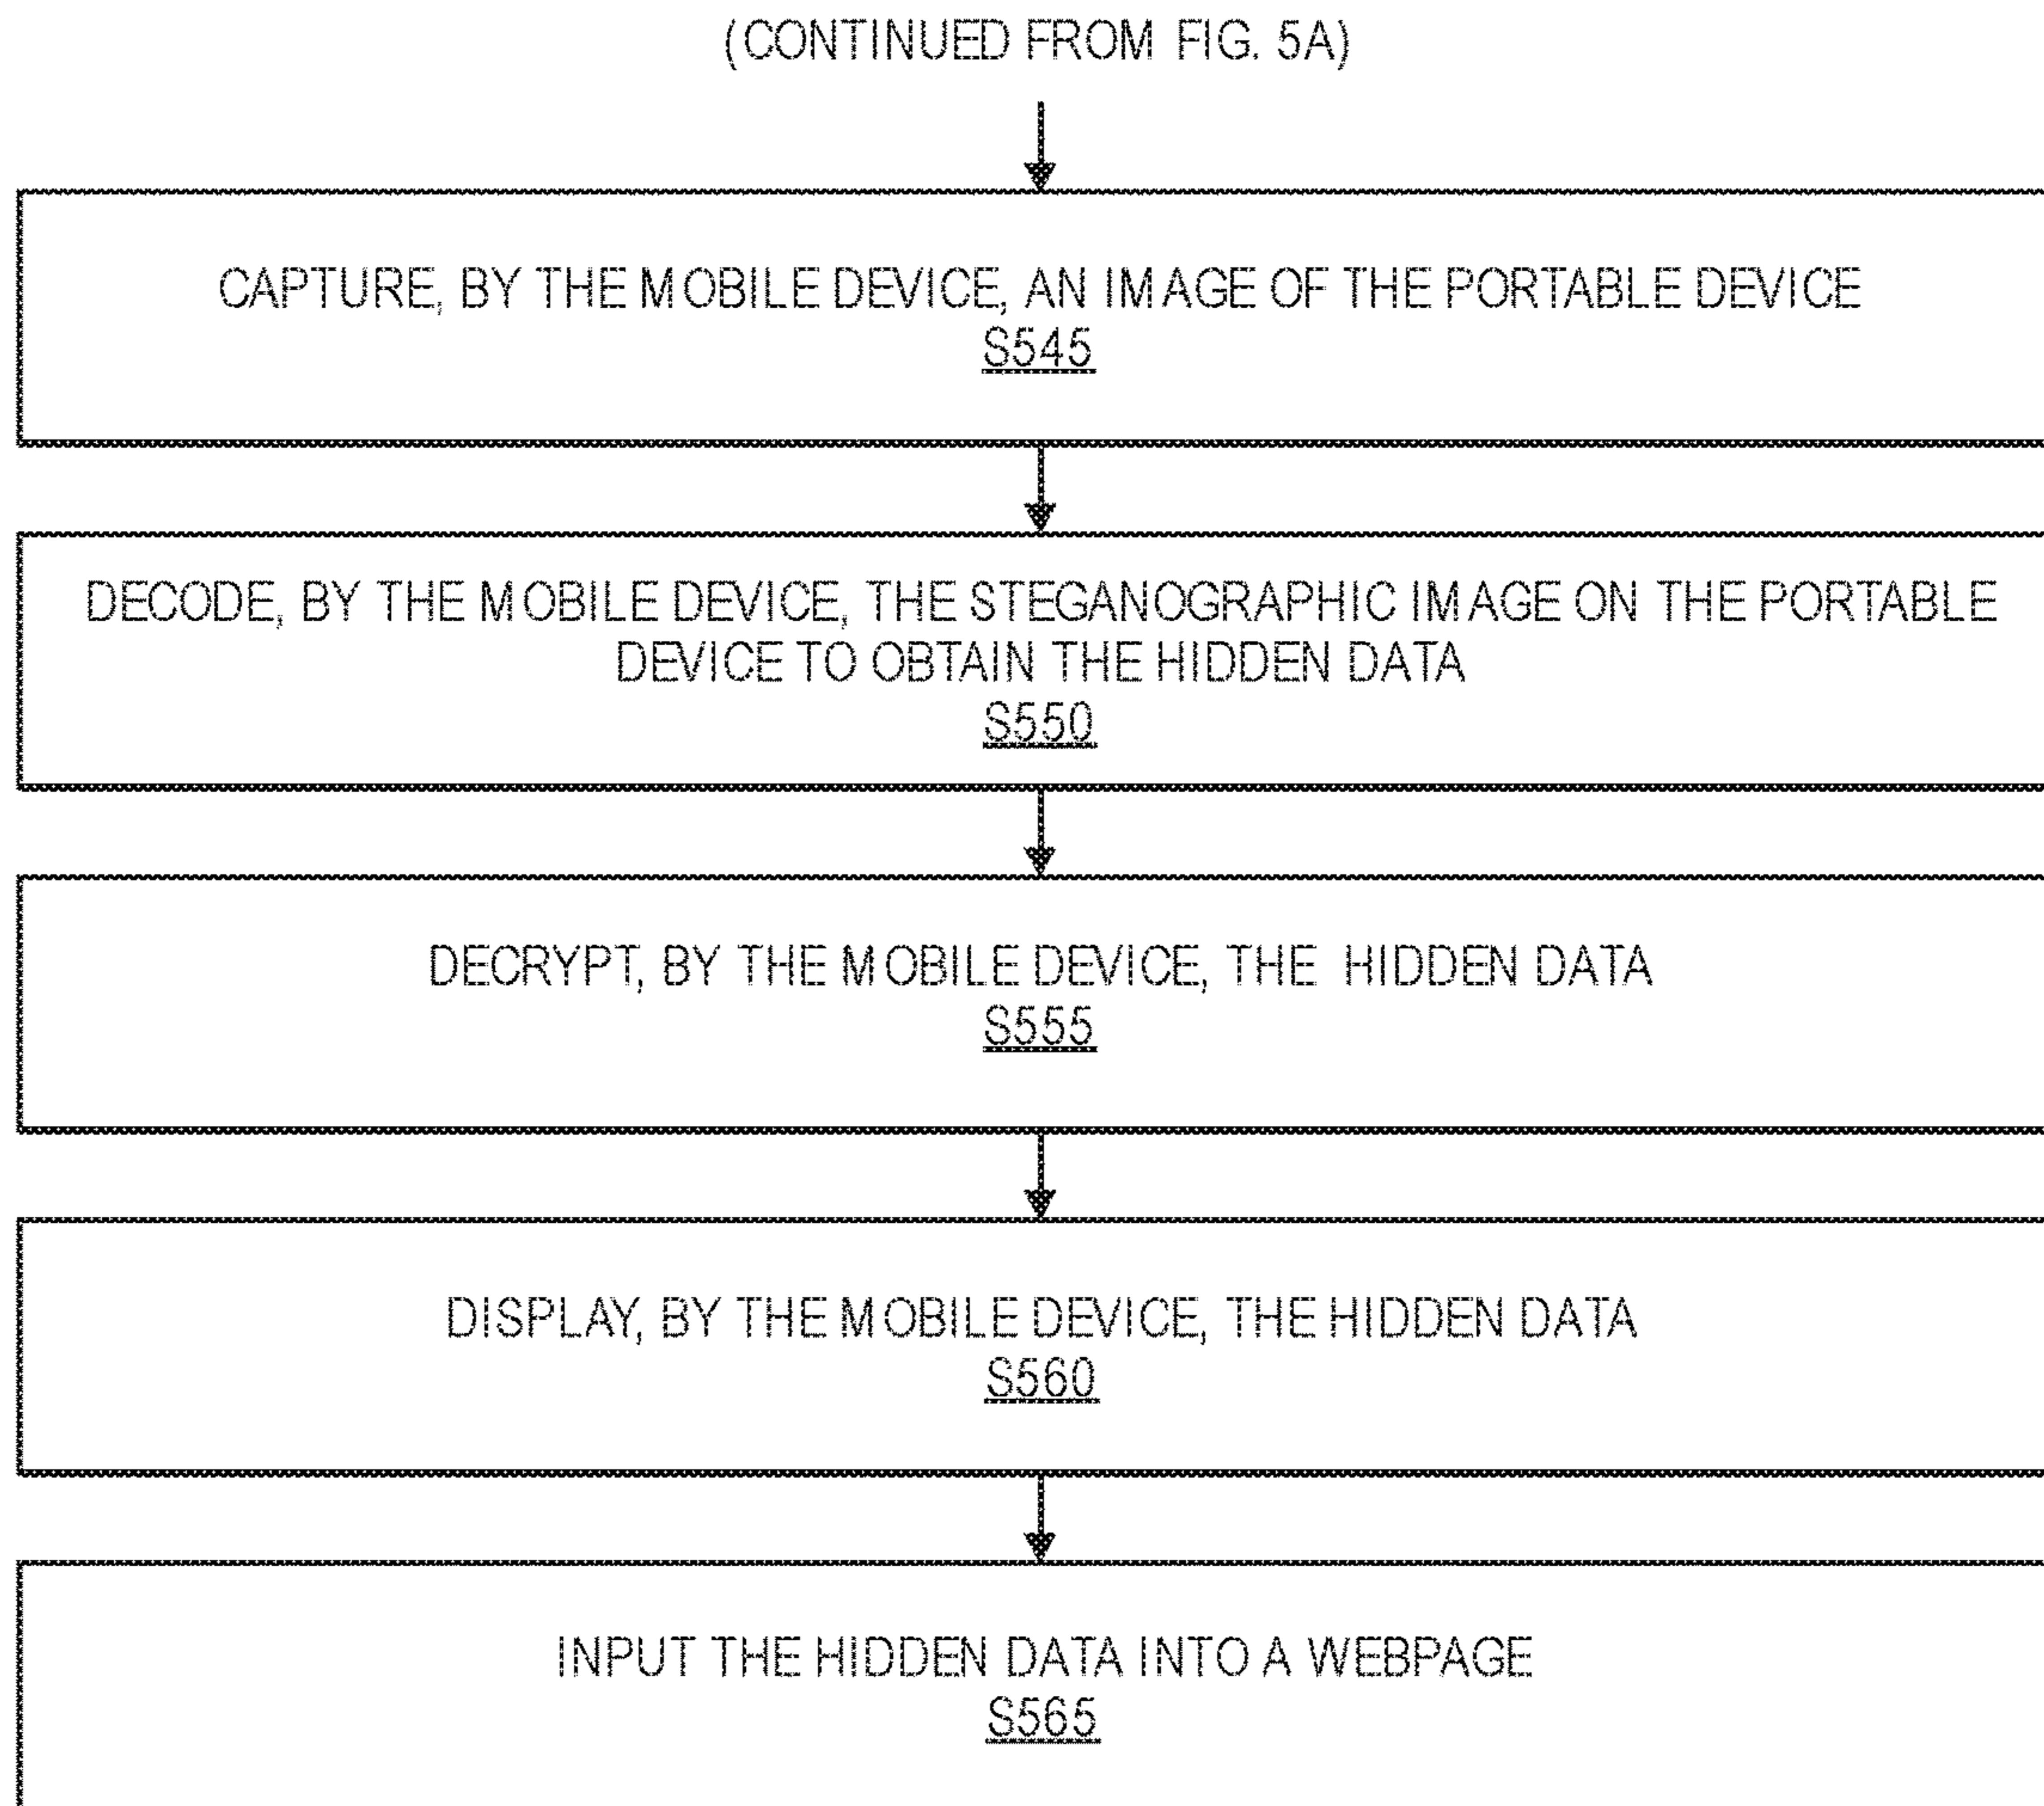 (CONTINUED FROM FIG. 5A)
CAPTURE, BY THE MOBILE DEVICE, AN IMAGE OF THE PORTABLE DEVICE
S545
DECODE, BY THE MOBILE DEVICE, THE STEGANOGRAPHIC IMAGE ON THE PORTABLE
DEVICE TO OBTAIN THE HIDDEN DATA
S550
DECRYPT, BY THE MOBILE DEVICE, THE HIDDEN DATA
S555
DISPLAY, BY THE MOBILE DEVICE, THE HIDDEN DATA
S560
INPUT THE HIDDEN DATA INTO A WEBPAGE
S565